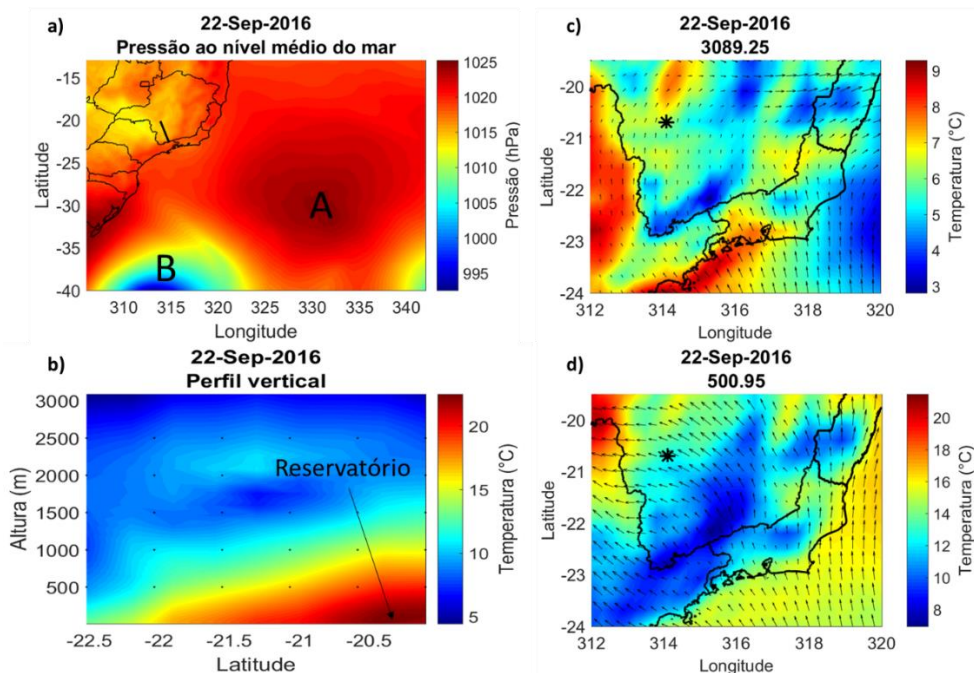 a)
22-Sep-2016
Pressão ao nível médio do mar
Latitude
-15
-20
-25
-30
-35
-40
A
B
310 315 320 325 330 335 340
Longitude
1025
1020
1015
1010
1005
1000
995
Pressão (hPa)
c)
22-Sep-2016
3089.25
Latitude
-20
-21
-22
-23
-24
312 314 316 318 320
Longitude
9
8
7
6
5
4
3
Temperatura (°C)
b)
22-Sep-2016
Perfil vertical
Altura (m)
3000
2500
2000
1500
1000
500
Reservatório
-22.5 -22 -21.5 -21 -20.5
Latitude
20
15
10
5
Temperatura (°C)
d)
22-Sep-2016
500.95
Latitude
-20
-21
-22
-23
-24
312 314 316 318 320
Longitude
20
18
16
14
12
10
8
Temperatura (°C)